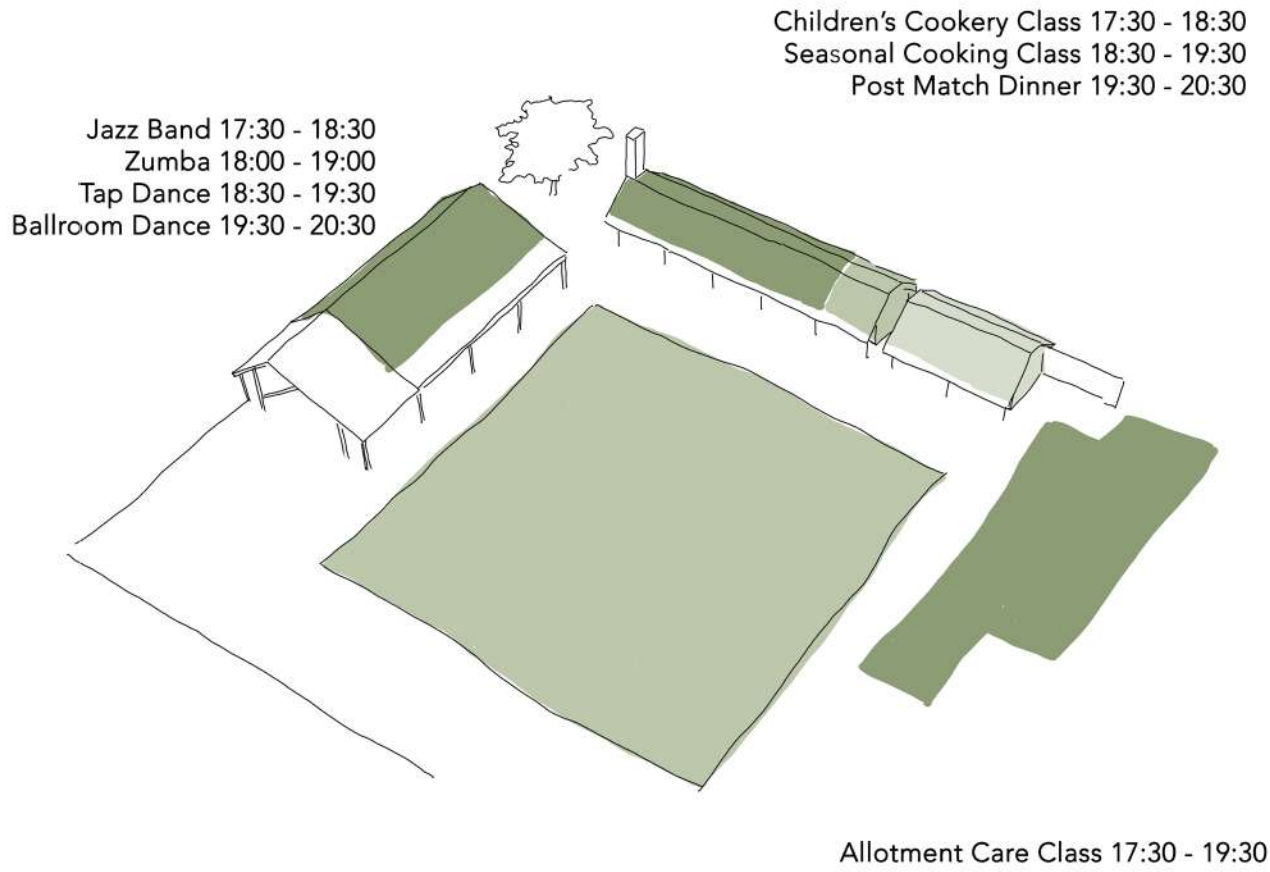 Children's Cookery Class 17:30 - 18:30
Seasonal Cooking Class 18:30 - 19:30
Post Match Dinner 19:30 - 20:30
Jazz Band 17:30 - 18:30
Zumba 18:00 - 19:00
Tap Dance 18:30 - 19:30
Ballroom Dance 19:30 - 20:30
Allotment Care Class 17:30 - 19:30